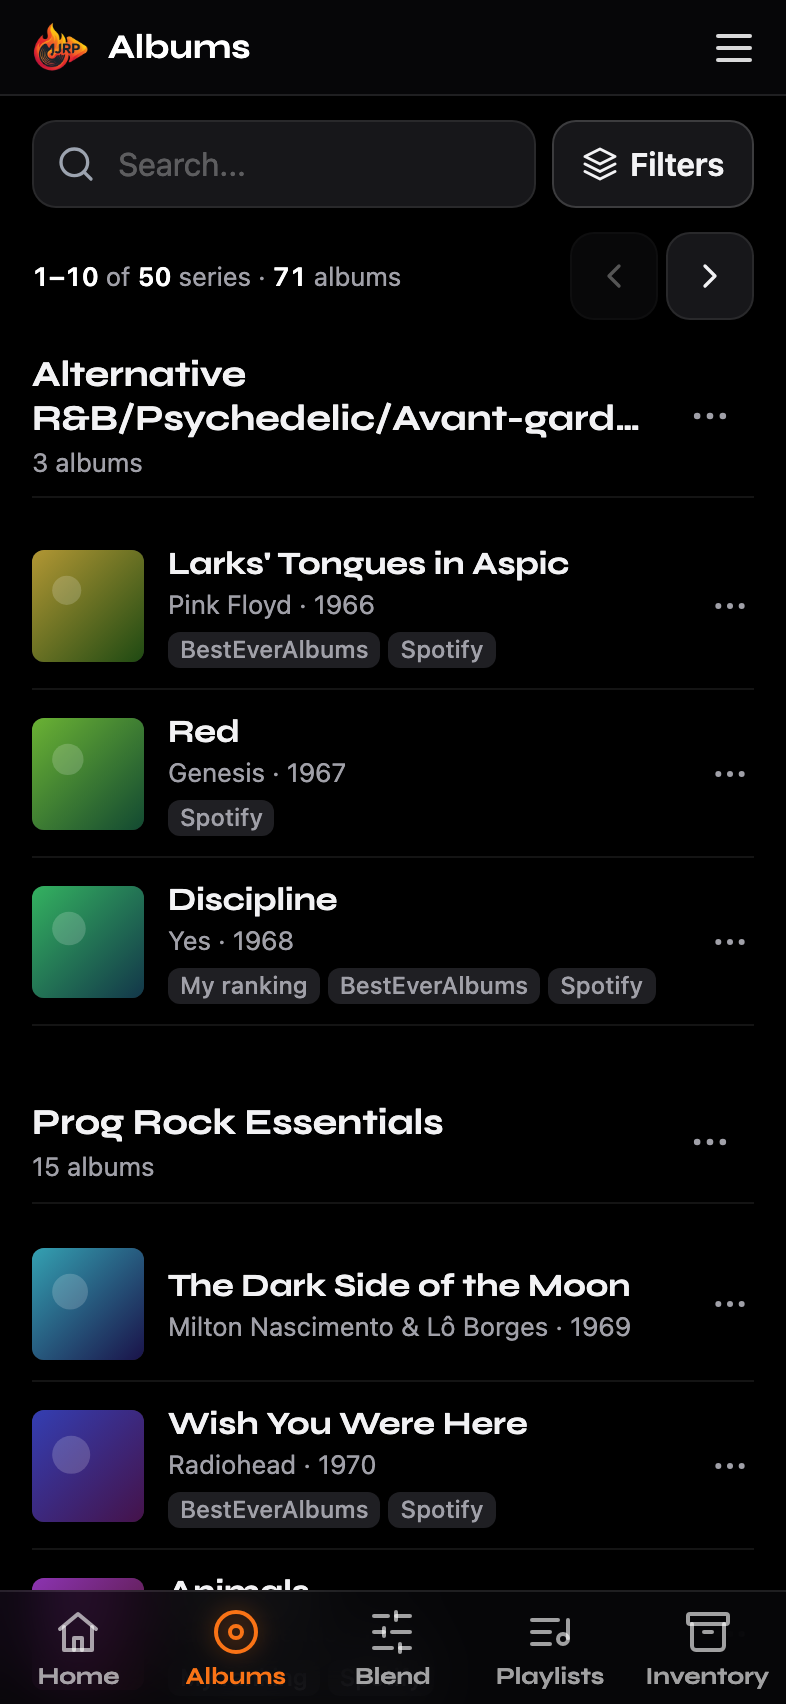 MJRP
Albums
Search...
Filters
1–10 of 50 series · 71 albums
Alternative
R&B/Psychedelic/Avant-gard...
3 albums
Larks' Tongues in Aspic
Pink Floyd · 1966
BestEverAlbums Spotify
Red
Genesis · 1967
Spotify
Discipline
Yes · 1968
My ranking BestEverAlbums Spotify
Prog Rock Essentials
15 albums
The Dark Side of the Moon
Milton Nascimento & Lô Borges · 1969
Wish You Were Here
Radiohead · 1970
BestEverAlbums Spotify
Animals
Home Albums Blend Playlists Inventory